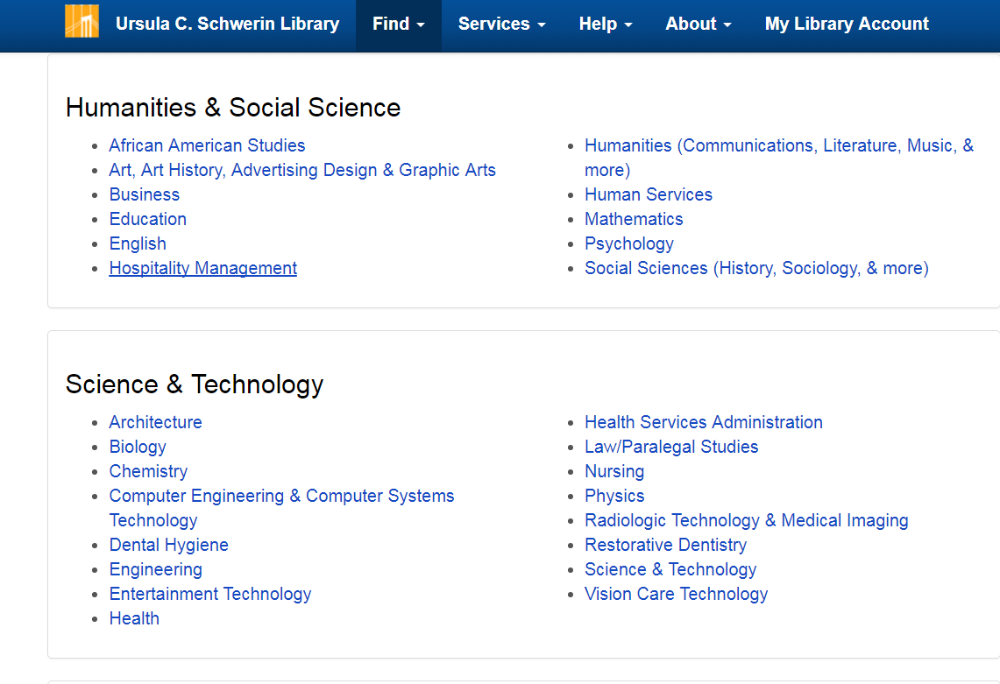 Ursula C. Schwerin Library Find Services Help About My Library Account
Humanities & Social Science
African American Studies
Art, Art History, Advertising Design & Graphic Arts
Business
Education
English
Hospitality Management
Humanities (Communications, Literature, Music, &
more)
Human Services
Mathematics
Psychology
Social Sciences (History, Sociology, & more)
Science & Technology
Architecture
Biology
Chemistry
Computer Engineering & Computer Systems
Technology
Dental Hygiene
Engineering
Entertainment Technology
Health
Health Services Administration
Law/Paralegal Studies
Nursing
Physics
Radiologic Technology & Medical Imaging
Restorative Dentistry
Science & Technology
Vision Care Technology